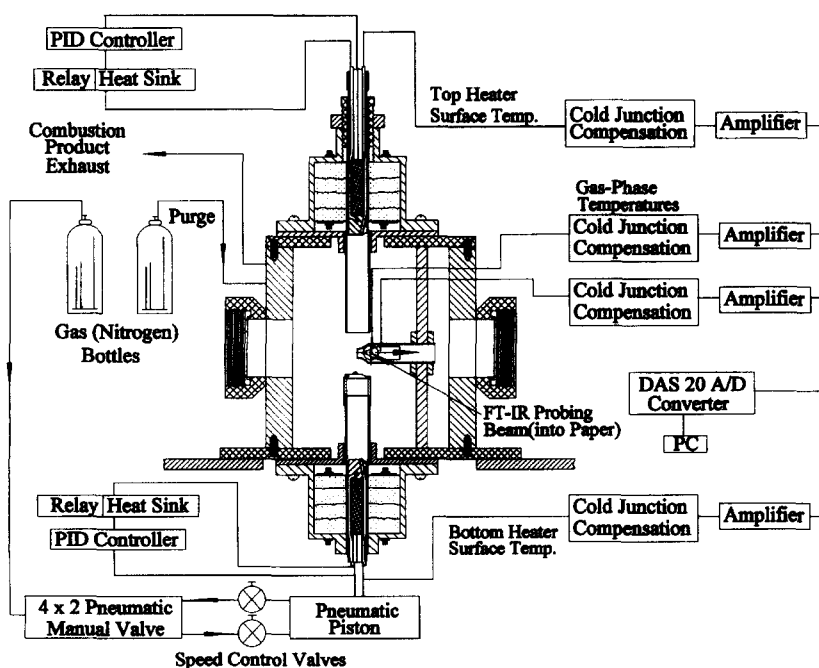 PID Controller
Relay Heat Sink
Combustion
Product
Exhaust
Purge
Gas (Nitrogen)
Bottles
Top Heater
Surface Temp.
Cold Junction
Compensation
Amplifier
Gas-Phase
Temperatures
Cold Junction
Compensation
Amplifier
Cold Junction
Compensation
Amplifier
FT-IR Probing
Beam(into Paper)
DAS 20 A/D
Converter
PC
Relay Heat Sink
PID Controller
Bottom Heater
Surface Temp.
Cold Junction
Compensation
Amplifier
4 x 2 Pneumatic
Manual Valve
Pneumatic
Piston
Speed Control Valves